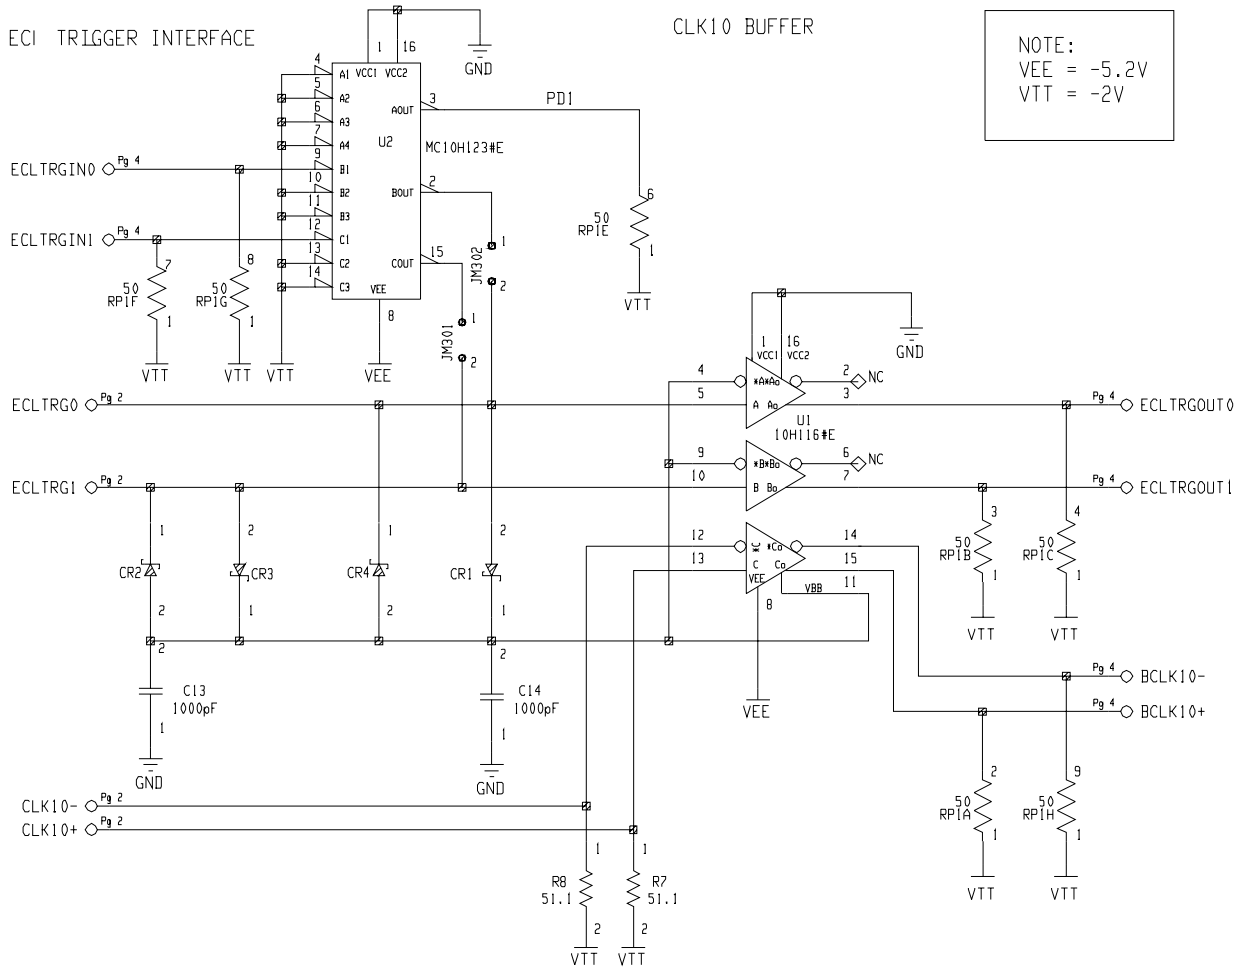 ECI TRIGGER INTERFACE
CLK10 BUFFER
NOTE:
VEE = -5.2V
VTT = -2V
1
16
GND
4
A1
VCC1
VCC2
5
A2
3
PD1
6
A3
AOUT
7
A4
U2
MC10H123#E
ECLTRGIN0
Pg 4
9
B1
10
B2
BOUT
2
11
B3
ECLTRGIN1
Pg 4
12
C1
13
C2
COUT
15
14
C3
VEE
8
VEE
6
50
RP1E
1
VTT
7
50
RP1F
1
VTT
8
50
RP1G
1
VTT
VTT
1
JM302
2
1
JM301
2
1
16
VCC1
VCC2
GND
ECLTRG0
Pg 2
4
*A
*Ao
2
NC
5
A
Ao
3
Pg 4
ECLTRGOUT0
U1
10H116#E
9
*B
*Bo
6
NC
ECLTRG1
Pg 2
10
B
Bo
7
Pg 4
ECLTRGOUT1
12
*C
*Co
14
13
C
Co
15
VEE
VBB
11
8
VEE
1
CR2
2
2
CR3
1
1
CR4
2
2
CR1
1
3
50
RP1B
1
VTT
4
50
RP1C
1
VTT
2
C13
1000pF
1
GND
2
C14
1000pF
1
GND
Pg 4
BCLK10-
Pg 4
BCLK10+
2
50
RP1A
1
VTT
9
50
RP1H
1
VTT
CLK10-
Pg 2
CLK10+
Pg 2
1
R8
51.1
2
VTT
1
R7
51.1
2
VTT